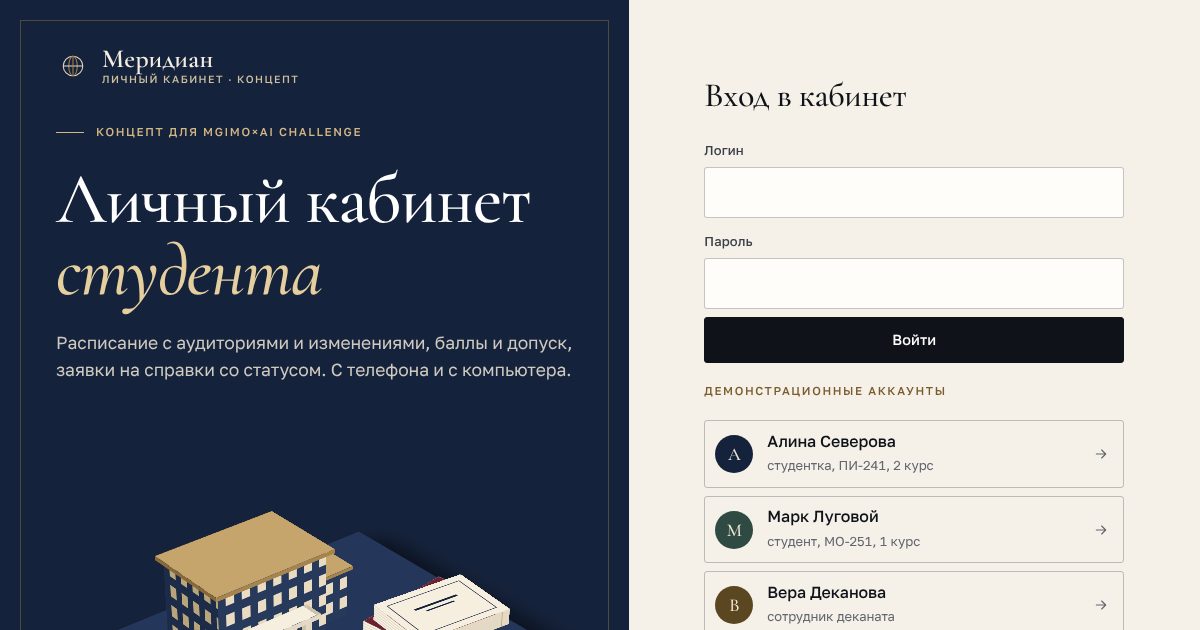 Меридиан
ЛИЧНЫЙ КАБИНЕТ · КОНЦЕПТ
КОНЦЕПТ ДЛЯ MGIMO×AI CHALLENGE
Личный кабинет
студента
Расписание с аудиториями и изменениями, баллы и допуск,
заявки на справки со статусом. С телефона и с компьютера.
Вход в кабинет
Логин
Пароль
Войти
ДЕМОНСТРАЦИОННЫЕ АККАУНТЫ
А
Алина Северова
студентка, ПИ-241, 2 курс
М
Марк Луговой
студент, МО-251, 1 курс
В
Вера Деканова
сотрудник деканата